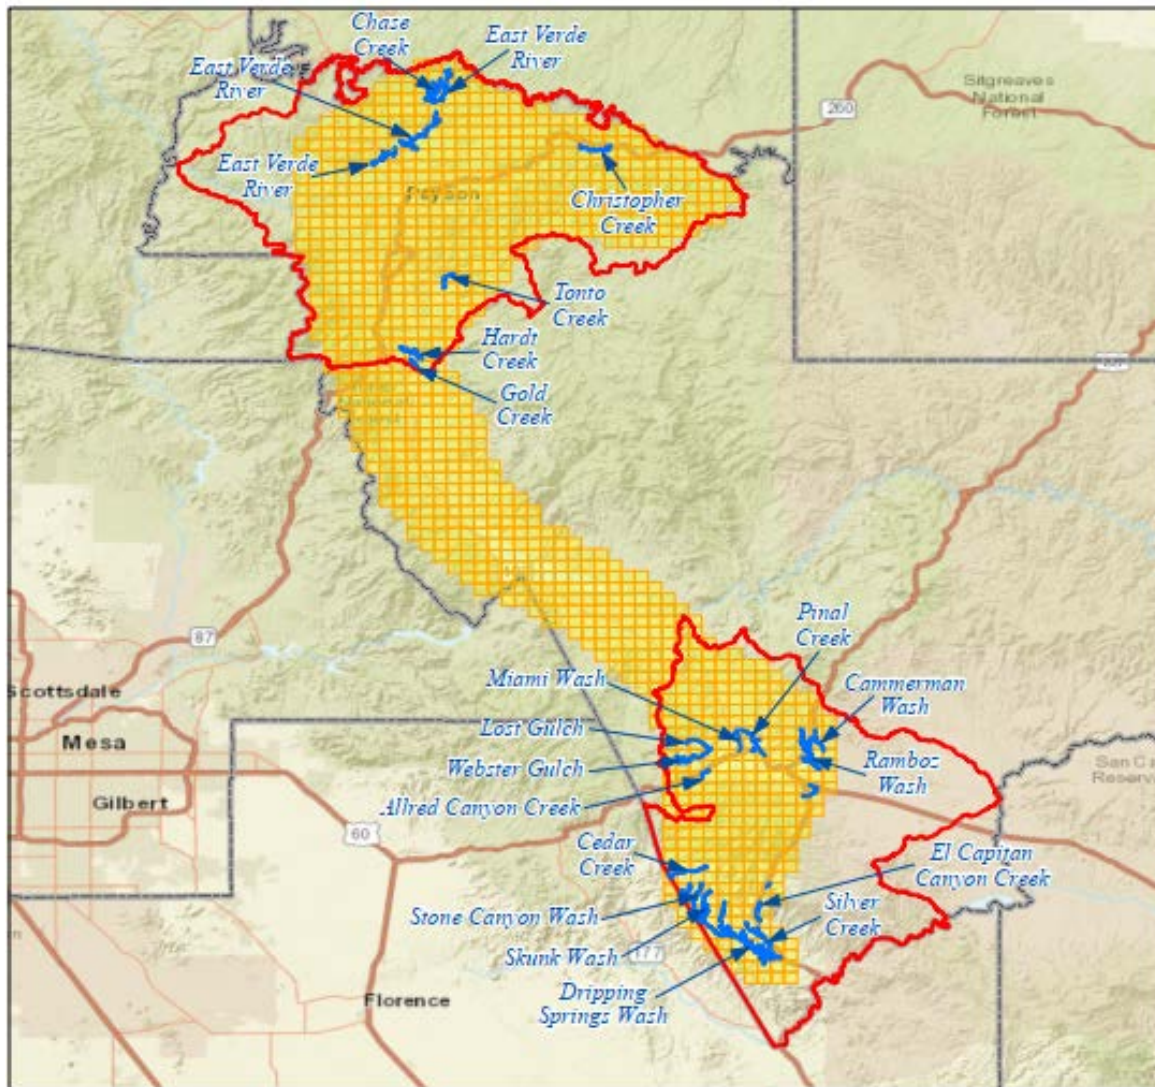 Chase
Creek
East Verde
River
East Verde
River
Sitgreaves
National
Forest
260
East Verde
River
Payson
Christopher
Creek
Tonto
Creek
Hardt
Creek
Gold
Creek
87
Pinal
Creek
Scottsdale
Miami Wash
Cammerman
Wash
Mesa
Lost Gulch
Webster Gulch
Ramboz
Wash
San Ca
Reserva
Gilbert
Allred Canyon Creek
60
Cedar
Creek
El Capitan
Canyon Creek
Stone Canyon Wash
Silver
Creek
Skunk Wash
177
Dripping
Springs Wash
Florence